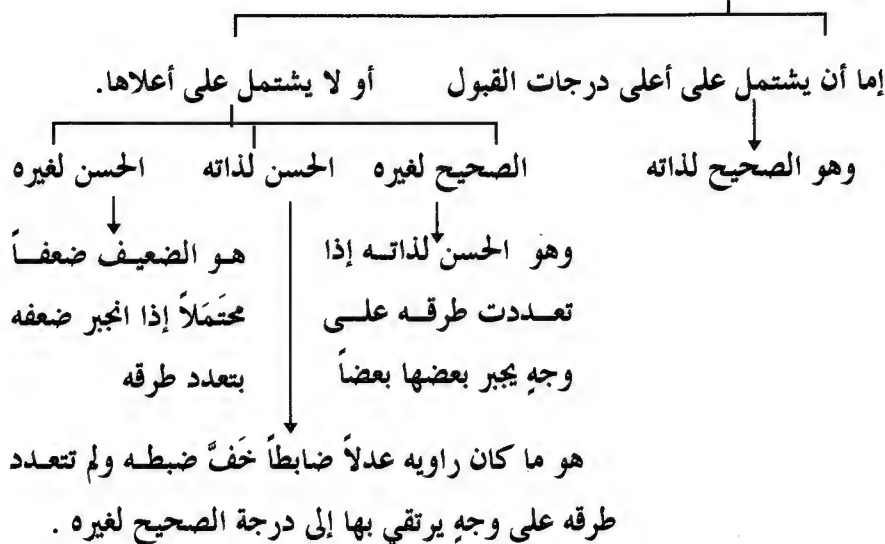 إما أن يشتمل على أعلى درجات القبول أو لا يشتمل على أعلاها.
وهو الصحيح لذاته الصحيح لغيره الحسن لذاته الحسن لغيره
وهو الحسن لذاته إذا
تعددت طرقه على
وجهٍ يجبر بعضها بعضاً
هو الضعيف ضعفاً
محتَمَلاً إذا انجبر ضعفه
بتعدد طرقه
هو ما كان راويه عدلاً ضابطاً خَفَّ ضبطه ولم تتعدد
طرقه على وجهٍ يرتقي بها إلى درجة الصحيح لغيره .